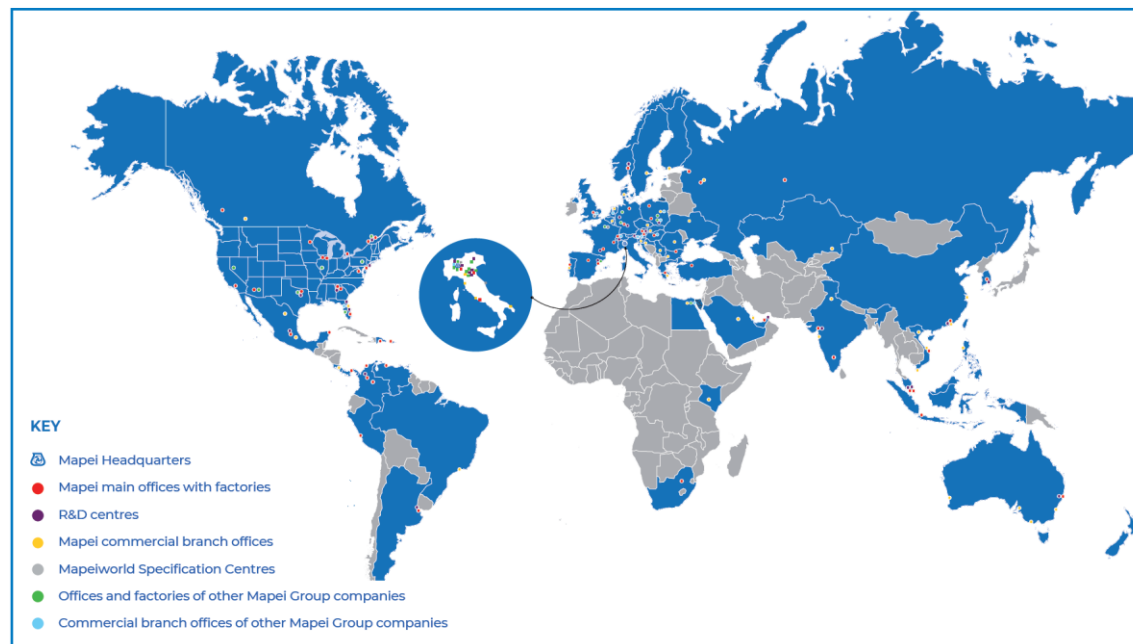 KEY
Mapei Headquarters
Mapei main offices with factories
R&D centres
Mapei commercial branch offices
Mapeiworld Specification Centres
Offices and factories of other Mapei Group companies
Commercial branch offices of other Mapei Group companies